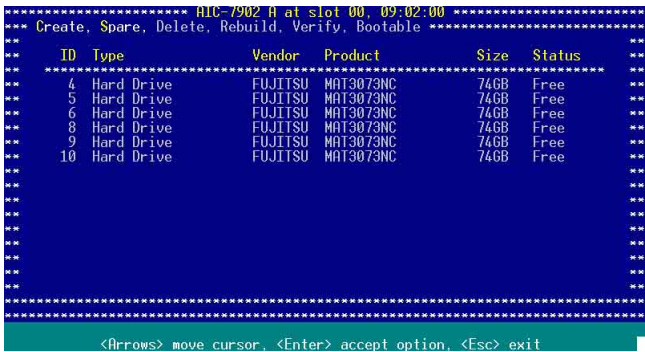 AIC-7902 A at slot 00, 09:02:00
Create, Spare, Delete, Rebuild, Verify, Bootable
ID Type Vendor Product Size Status
4 Hard Drive FUJITSU MAT3073NC 74GB Free
5 Hard Drive FUJITSU MAT3073NC 74GB Free
6 Hard Drive FUJITSU MAT3073NC 74GB Free
8 Hard Drive FUJITSU MAT3073NC 74GB Free
9 Hard Drive FUJITSU MAT3073NC 74GB Free
10 Hard Drive FUJITSU MAT3073NC 74GB Free
<Arrows> move cursor, <Enter> accept option, <Esc> exit